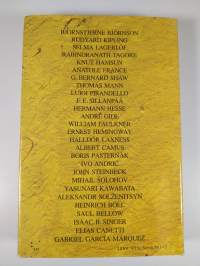 BJØRNSTJERNE BJØRNSON
RUDYARD KIPLING
SELMA LAGERLÖF
RABINDRANATH TAGORE
KNUT HAMSUN
ANATOLE FRANCE
G. BERNARD SHAW
THOMAS MANN
LUIGI PIRANDELLO
F.E. SILLANPÄÄ
HERMANN HESSE
ANDRÉ GIDE
WILLIAM FAULKNER
ERNEST HEMINGWAY
HALLDÓR LAXNESS
ALBERT CAMUS
BORIS PASTERNAK
IVO ANDRIĆ
JOHN STEINBECK
MIHAIL ŠOLOHOV
YASUNARI KAWABATA
ALEKSANDR SOLŽENITSYN
HEINRICH BÖLL
SAUL BELLOW
ISAAC B. SINGER
ELIAS CANETTI
GABRIEL GARCÍA MÁRQUEZ